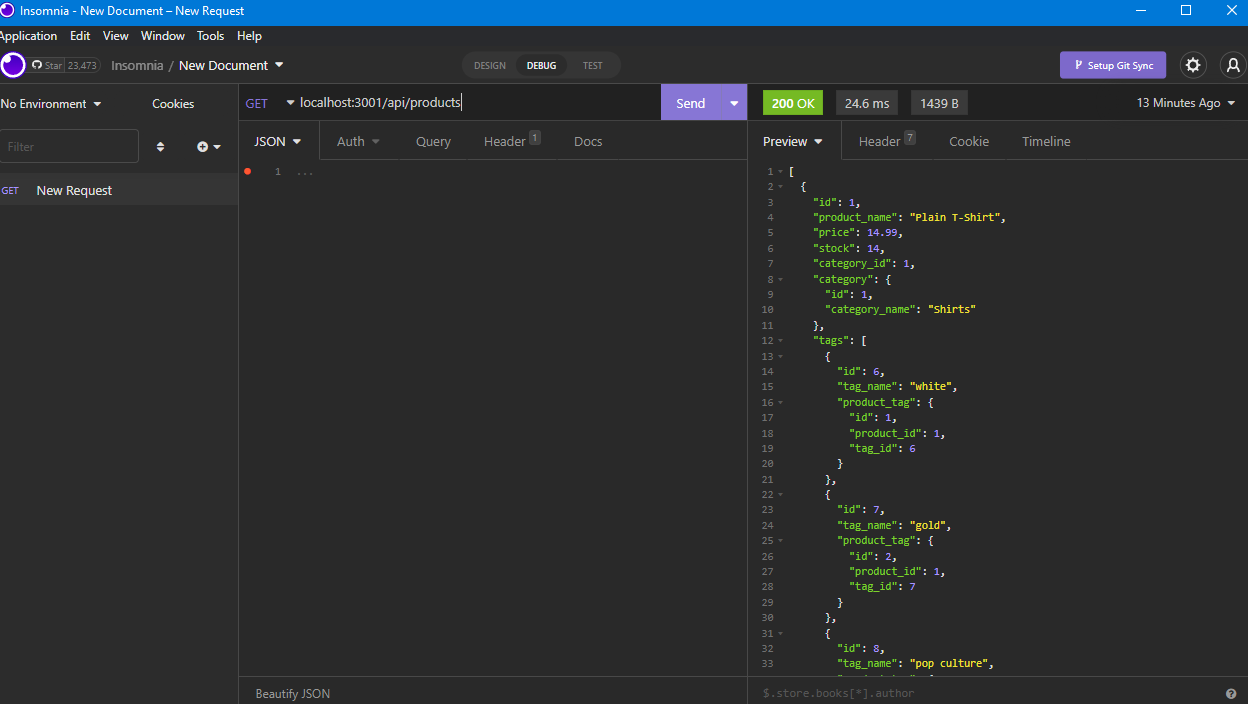 Insomnia - New Document – New Request
Application Edit View Window Tools Help
Star 23,473 Insomnia / New Document DESIGN DEBUG TEST Setup Git Sync
No Environment Cookies
Filter
GET New Request
GET localhost:3001/api/products Send
JSON Auth Query Header 1 Docs
1 ...
Beautify JSON
200 OK 24.6 ms 1439 B 13 Minutes Ago
Preview Header 7 Cookie Timeline
1 [
2 {
3 "id": 1,
4 "product_name": "Plain T-Shirt",
5 "price": 14.99,
6 "stock": 14,
7 "category_id": 1,
8 "category": {
9 "id": 1,
10 "category_name": "Shirts"
11 },
12 "tags": [
13 {
14 "id": 6,
15 "tag_name": "white",
16 "product_tag": {
17 "id": 1,
18 "product_id": 1,
19 "tag_id": 6
20 }
21 },
22 {
23 "id": 7,
24 "tag_name": "gold",
25 "product_tag": {
26 "id": 2,
27 "product_id": 1,
28 "tag_id": 7
29 }
30 },
31 {
32 "id": 8,
33 "tag_name": "pop culture",
$.store.books[*].author